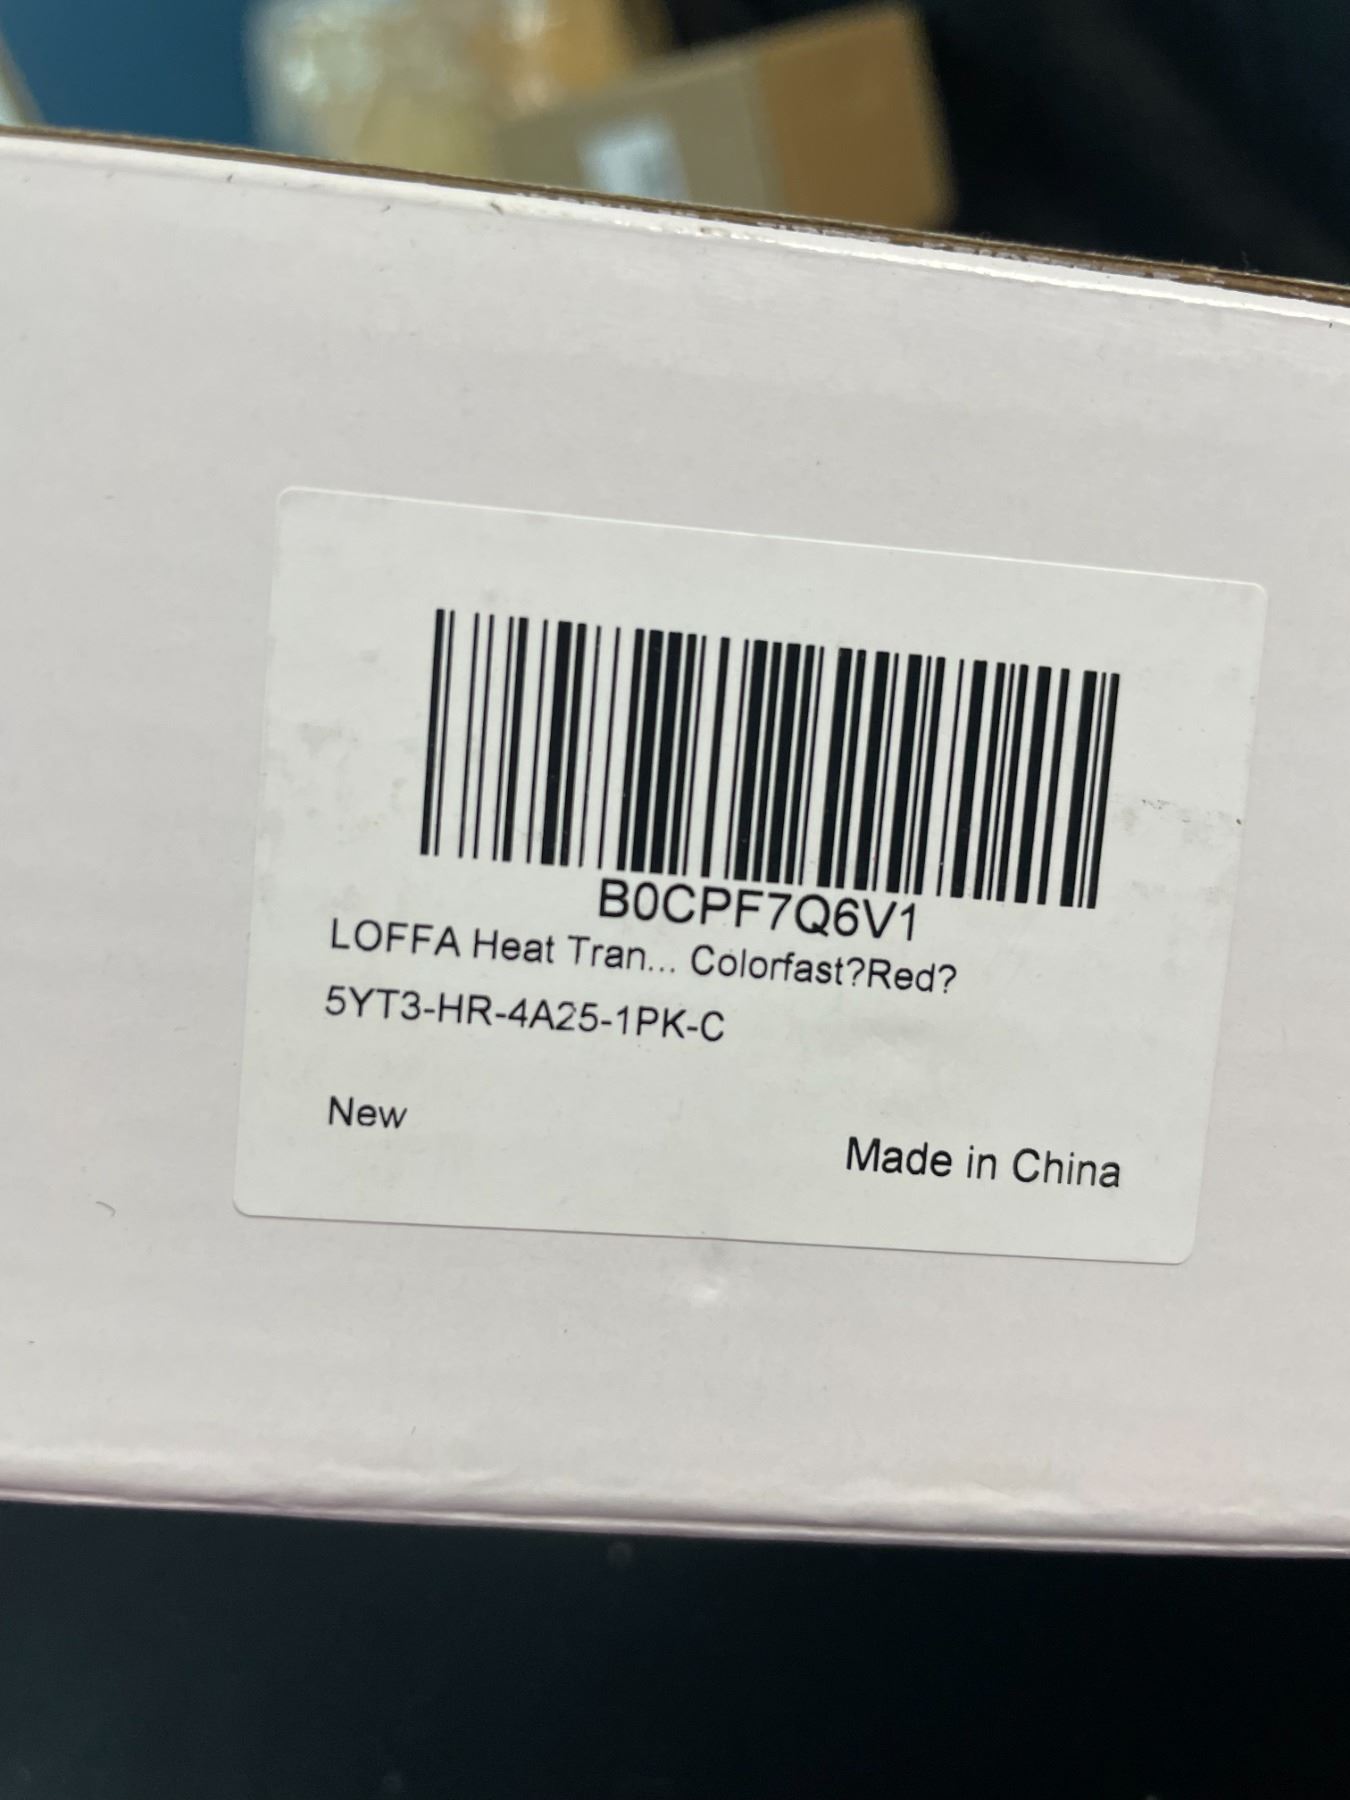 B0CPF7Q6V1
LOFFA Heat Tran... Colorfast?Red?
5YT3-HR-4A25-1PK-C
New
Made in China